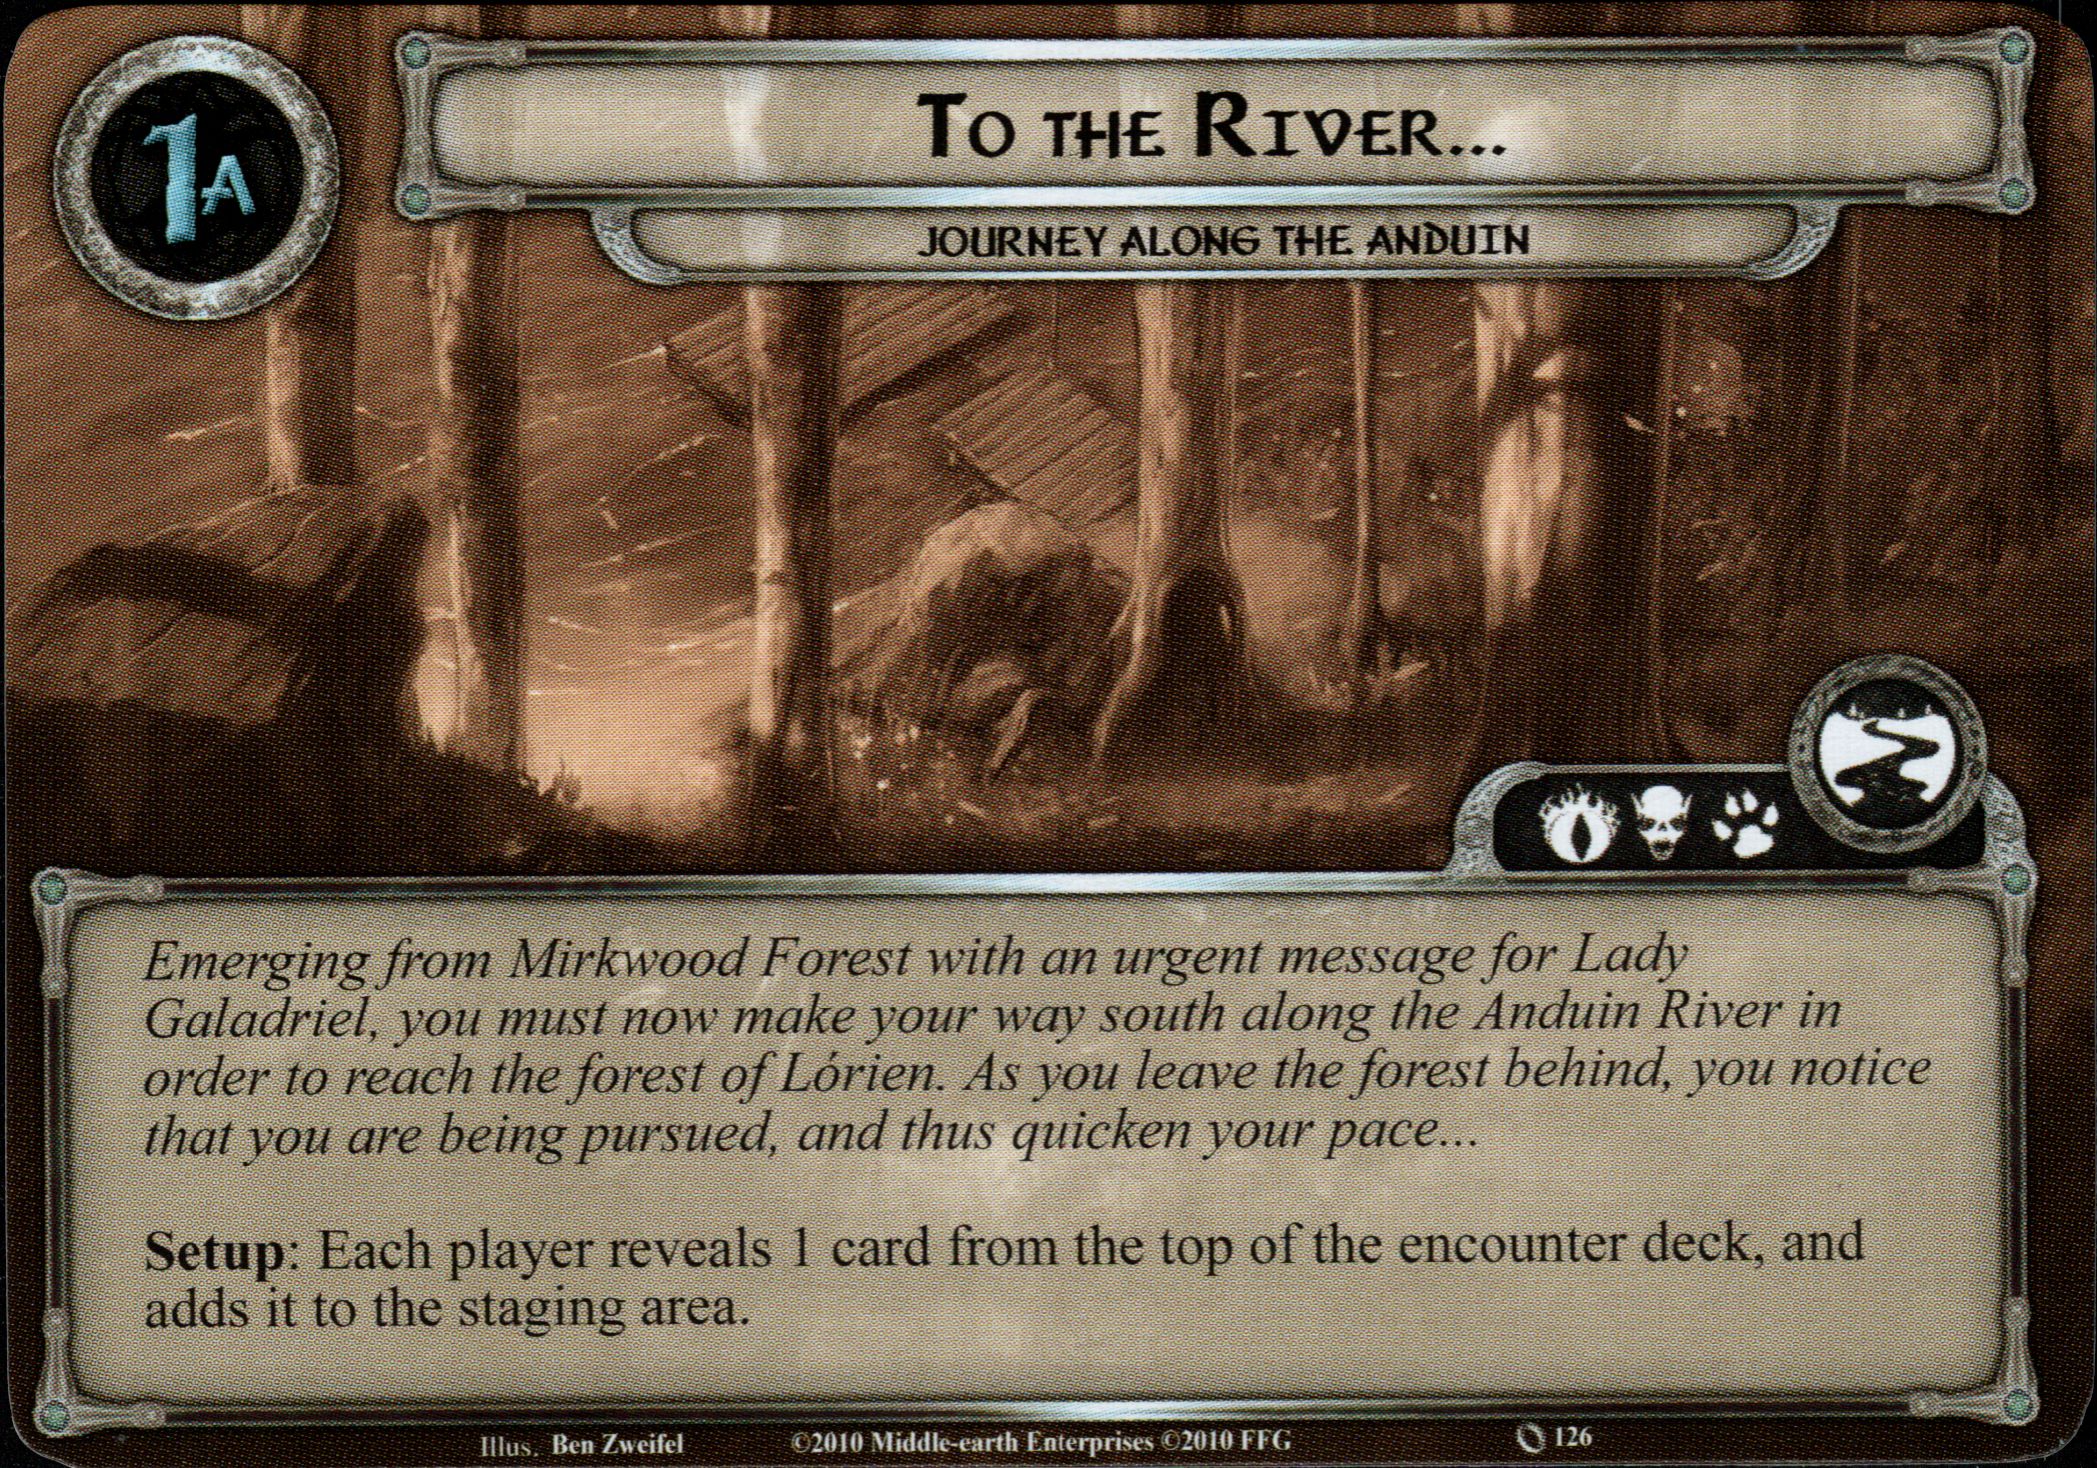 1A
To the River...
Journey Along the Anduin
Emerging from Mirkwood Forest with an urgent message for Lady
Galadriel, you must now make your way south along the Anduin River in
order to reach the forest of Lórien. As you leave the forest behind, you notice
that you are being pursued, and thus quicken your pace...
Setup: Each player reveals 1 card from the top of the encounter deck, and
adds it to the staging area.
Illus. Ben Zweifel ©2010 Middle-earth Enterprises ©2010 FFG 126